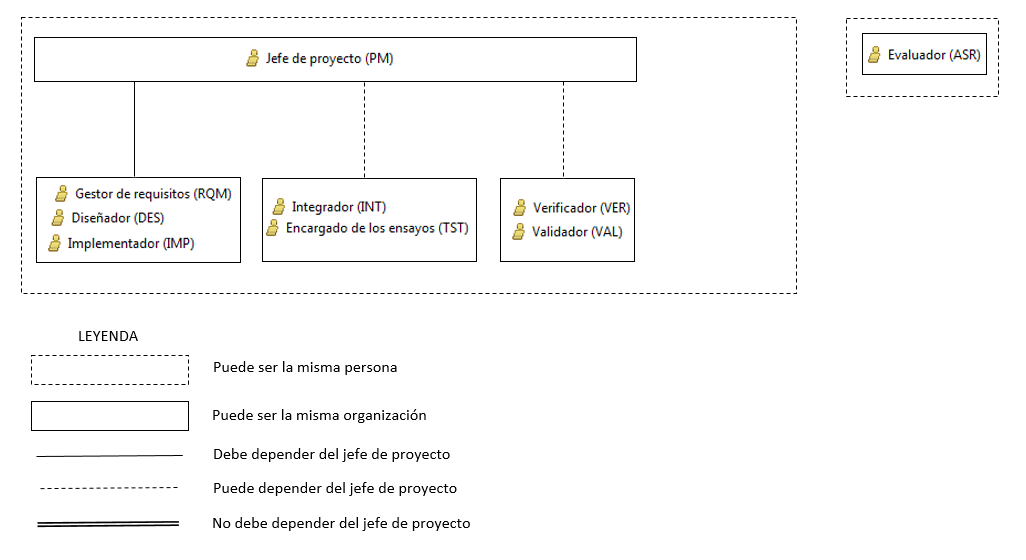 Jefe de proyecto (PM)
Evaluador (ASR)
Gestor de requisitos (RQM)
Diseñador (DES)
Implementador (IMP)
Integrador (INT)
Encargado de los ensayos (TST)
Verificador (VER)
Validador (VAL)
LEYENDA
Puede ser la misma persona
Puede ser la misma organización
Debe depender del jefe de proyecto
Puede depender del jefe de proyecto
No debe depender del jefe de proyecto